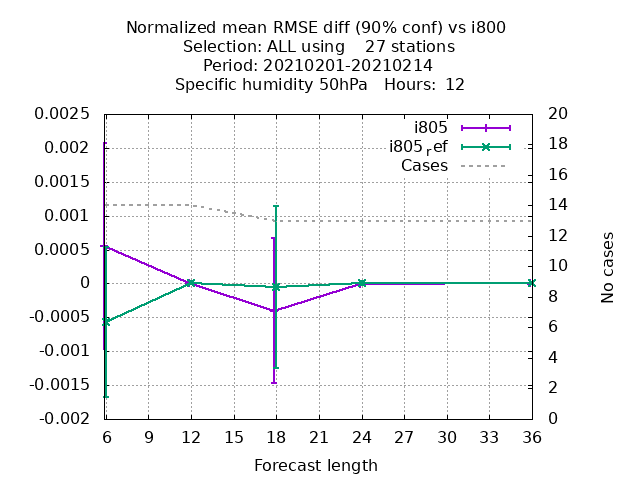 Normalized mean RMSE diff (90% conf) vs i800
Selection: ALL using    27 stations
Period: 20210201-20210214
Specific humidity 50hPa   Hours:  12
i805
i805ref
Cases
0.0025
0.002
0.0015
0.001
0.0005
0
-0.0005
-0.001
-0.0015
-0.002
20
18
16
14
12
10
8
6
4
2
0
No cases
6 9 12 15 18 21 24 27 30 33 36
Forecast length